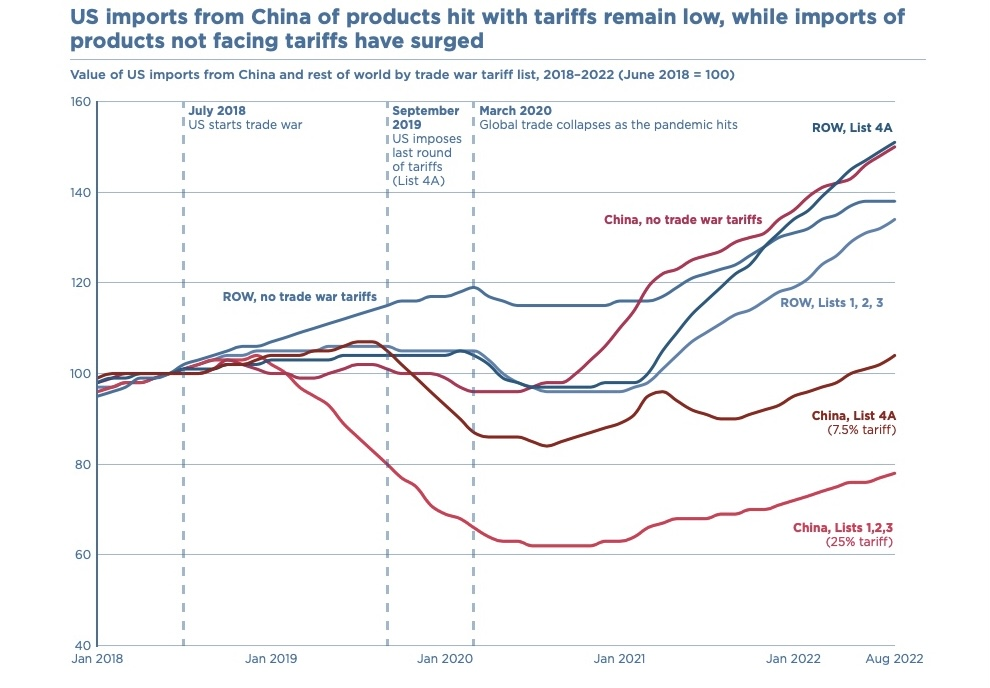 US imports from China of products hit with tariffs remain low, while imports of
products not facing tariffs have surged
Value of US imports from China and rest of world by trade war tariff list, 2018–2022 (June 2018 = 100)
160
140
120
100
80
60
40
July 2018
US starts trade war
September
2019
US imposes
last round
of tariffs
(List 4A)
March 2020
Global trade collapses as the pandemic hits
ROW, List 4A
China, no trade war tariffs
ROW, no trade war tariffs
ROW, Lists 1, 2, 3
China, List 4A
(7.5% tariff)
China, Lists 1,2,3
(25% tariff)
Jan 2018
Jan 2019
Jan 2020
Jan 2021
Jan 2022
Aug 2022